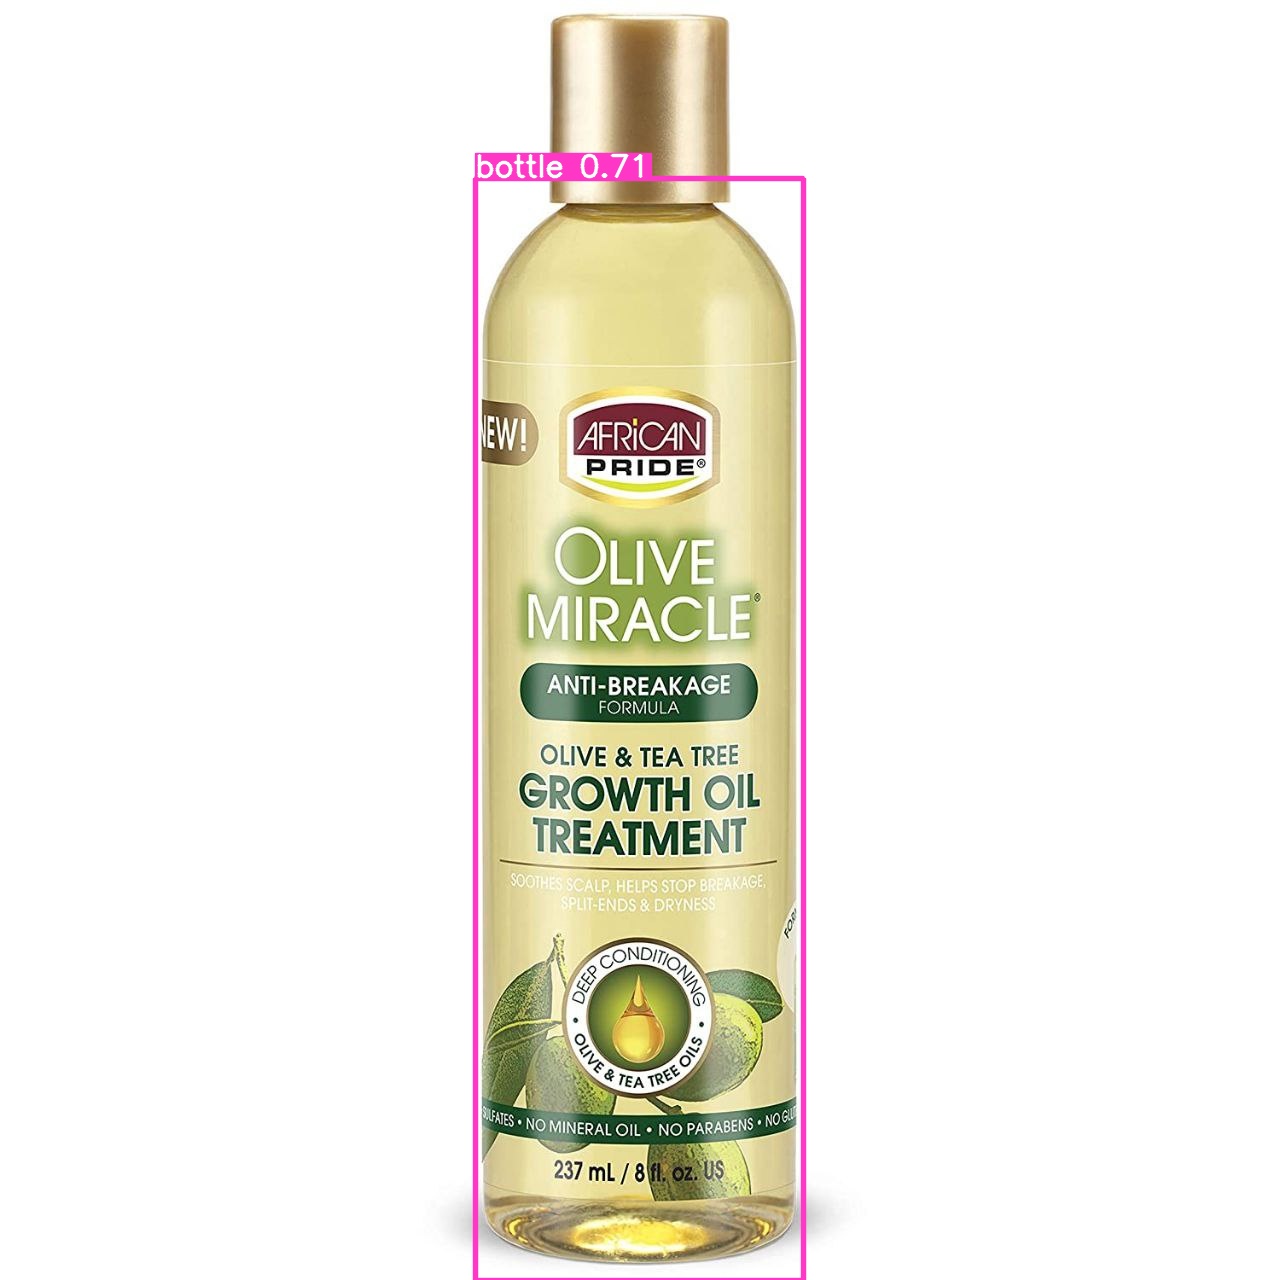 bottle 0.71
NEW!
AFRICAN
PRIDE®
OLIVE
MIRACLE®
ANTI-BREAKAGE
FORMULA
OLIVE & TEA TREE
GROWTH OIL
TREATMENT
SOOTHES SCALP, HELPS STOP BREAKAGE,
SPLIT-ENDS & DRYNESS
DEEP CONDITIONING
• OLIVE & TEA TREE OILS •
SULFATES • NO MINERAL OIL • NO PARABENS • NO
237 mL / 8 fl. oz. US